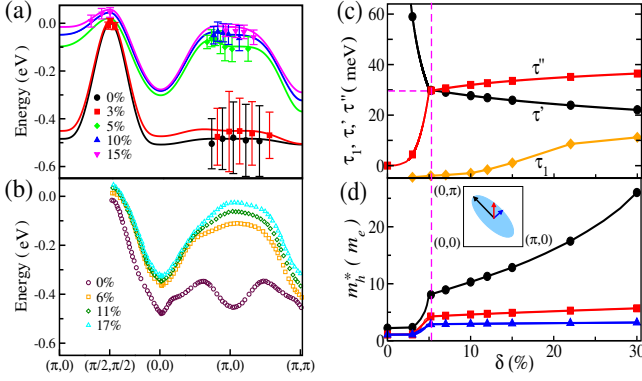 (a)
0.0
-0.2
-0.4
-0.6
Energy (eV)
0%
3%
5%
10%
15%
(b)
0.0
-0.2
-0.4
-0.6
Energy (eV)
0%
6%
11%
17%
(π,0) (π/2,π/2) (0,0) (π,0) (π,π)
(c)
60
40
20
0
τ₁, τ,' τ'' (meV)
τ''
τ'
τ₁
(d)
20
10
0
m*ₕ (mₑ)
(0,π)
(0,0)
(π,0)
0 5 10 15 20 25 30
δ (%)